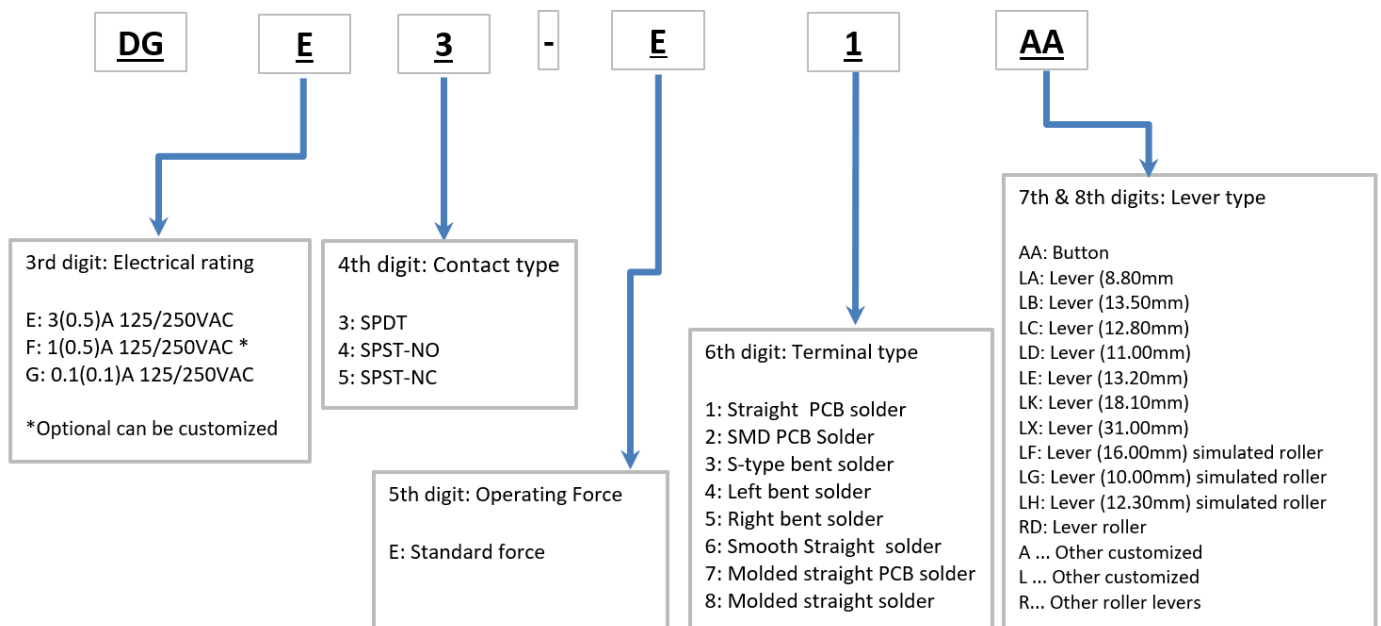 DG E 3 - E 1 AA
3rd digit: Electrical rating
E: 3(0.5)A 125/250VAC
F: 1(0.5)A 125/250VAC *
G: 0.1(0.1)A 125/250VAC
*Optional can be customized
4th digit: Contact type
3: SPDT
4: SPST-NO
5: SPST-NC
5th digit: Operating Force
E: Standard force
6th digit: Terminal type
1: Straight PCB solder
2: SMD PCB Solder
3: S-type bent solder
4: Left bent solder
5: Right bent solder
6: Smooth Straight solder
7: Molded straight PCB solder
8: Molded straight solder
7th & 8th digits: Lever type
AA: Button
LA: Lever (8.80mm
LB: Lever (13.50mm)
LC: Lever (12.80mm)
LD: Lever (11.00mm)
LE: Lever (13.20mm)
LK: Lever (18.10mm)
LX: Lever (31.00mm)
LF: Lever (16.00mm) simulated roller
LG: Lever (10.00mm) simulated roller
LH: Lever (12.30mm) simulated roller
RD: Lever roller
A ... Other customized
L ... Other customized
R... Other roller levers